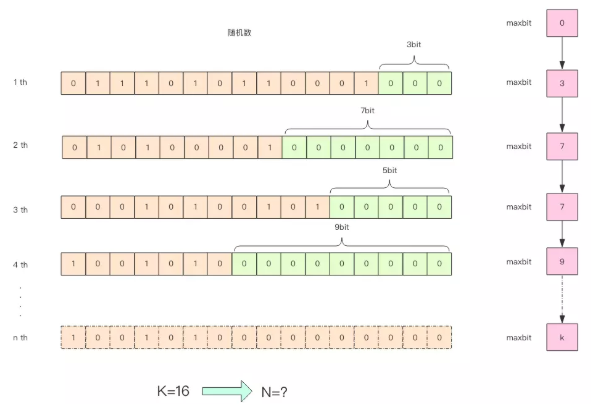 随机数
maxbit 0
3bit
1 th 0 1 1 1 0 1 0 1 1 0 0 0 1 0 0 0 maxbit 3
7bit
2 th 0 1 0 1 0 0 0 0 1 0 0 0 0 0 0 0 maxbit 7
5bit
3 th 0 0 0 1 0 1 0 0 1 0 1 0 0 0 0 0 maxbit 7
9bit
4 th 1 0 0 1 0 1 0 0 0 0 0 0 0 0 0 0 maxbit 9
n th 1 0 0 0 0 0 0 0 0 0 0 0 0 0 0 0 maxbit k
K=16 N=?